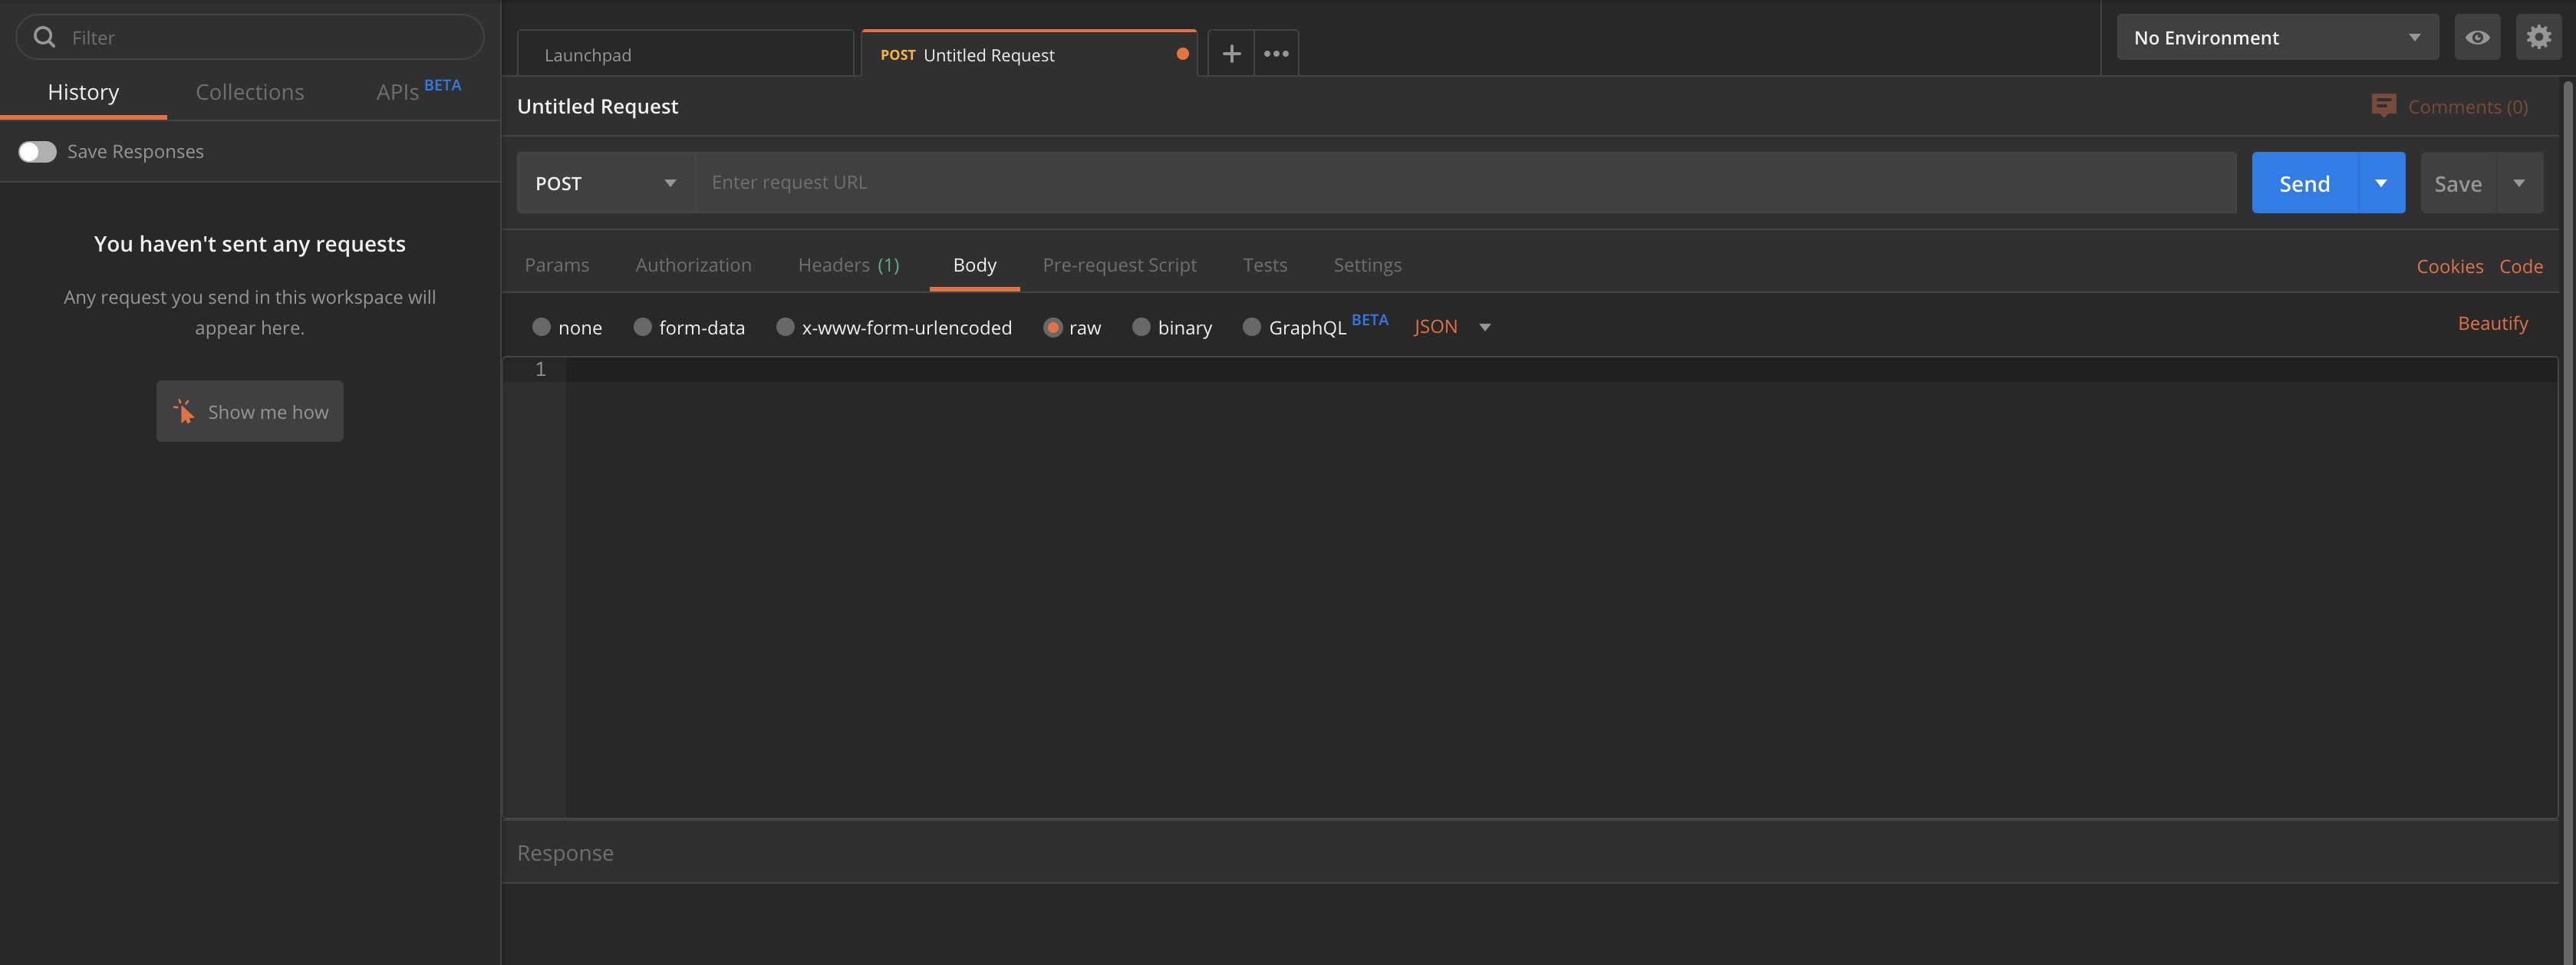 Filter
History Collections APIs BETA
Save Responses
You haven't sent any requests
Any request you send in this workspace will
appear here.
Show me how
Launchpad
POST Untitled Request
No Environment
Untitled Request
Comments (0)
POST Enter request URL
Send Save
Params Authorization Headers (1) Body Pre-request Script Tests Settings
Cookies Code
none form-data x-www-form-urlencoded raw binary GraphQL BETA JSON
Beautify
1
Response